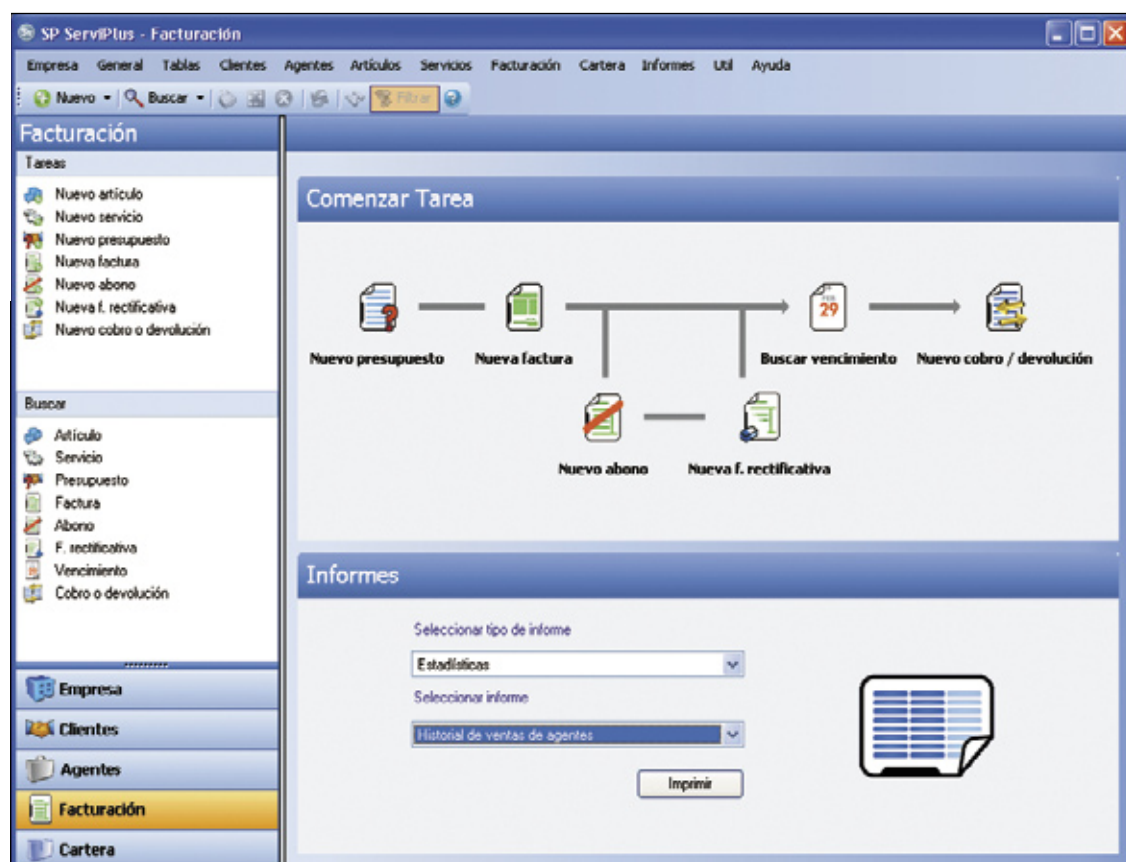 SP ServiPlus - Facturación
Empresa General Tablas Clientes Agentes Artículos Servicios Facturación Cartera Informes Util Ayuda
Nuevo Buscar Filtrar
Facturación
Tareas
Nuevo artículo
Nuevo servicio
Nuevo presupuesto
Nueva factura
Nuevo abono
Nueva f. rectificativa
Nuevo cobro o devolución
Buscar
Artículo
Servicio
Presupuesto
Factura
Abono
F. rectificativa
Vencimiento
Cobro o devolución
Empresa
Clientes
Agentes
Facturación
Cartera
Comenzar Tarea
29
Nuevo presupuesto Nueva factura Buscar vencimiento Nuevo cobro / devolución
Nuevo abono Nueva f. rectificativa
Informes
Seleccionar tipo de informe
Estadísticas
Seleccionar informe
Historial de ventas de agentes
Imprimir